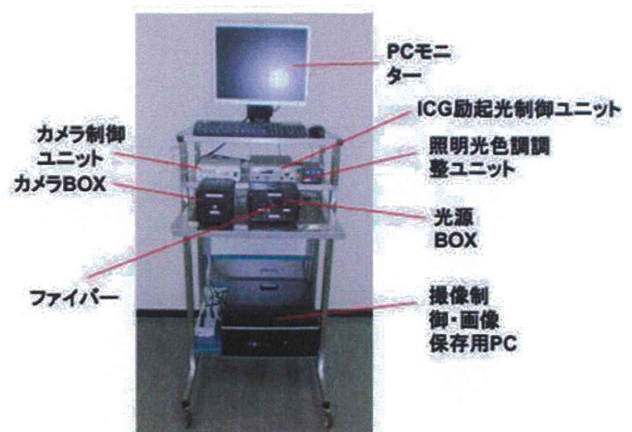 PCモニ
ター
ICG励起光制御ユニット
カメラ制御
ユニット
照明光色調調
整ユニット
カメラBOX
光源
BOX
ファイバー
撮像制
御・画像
保存用PC